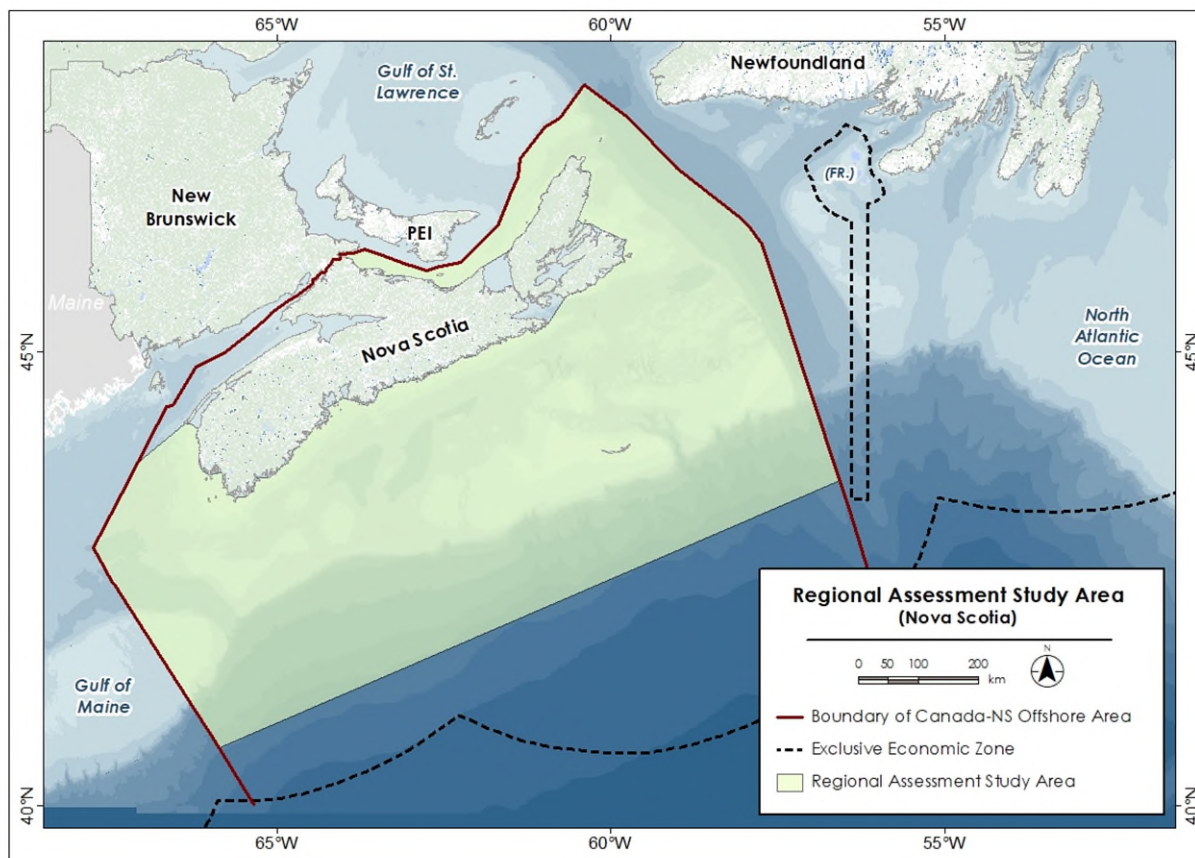 65°W
60°W
55°W
Gulf of St.
Lawrence
Newfoundland
(FR.)
New
Brunswick
PEI
Maine
Nova Scotia
North
Atlantic
Ocean
45°N
45°N
Gulf of
Maine
40°N
40°N
Regional Assessment Study Area
(Nova Scotia)
0 50 100 200
km
N
Boundary of Canada-NS Offshore Area
Exclusive Economic Zone
Regional Assessment Study Area
65°W
60°W
55°W